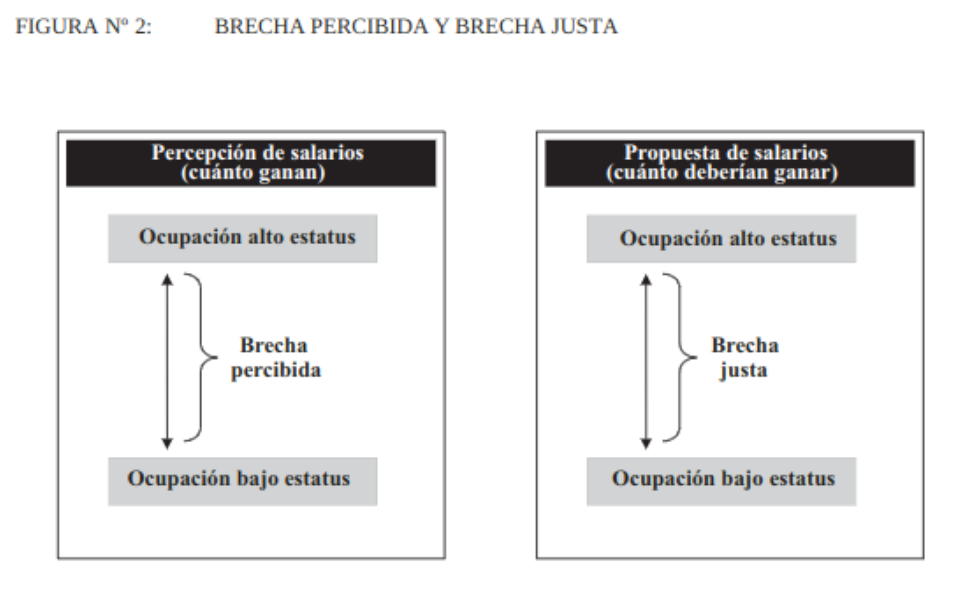 FIGURA Nº 2: BRECHA PERCIBIDA Y BRECHA JUSTA
Percepción de salarios
(cuánto ganan)
Ocupación alto estatus
Brecha
percibida
Ocupación bajo estatus
Propuesta de salarios
(cuánto deberían ganar)
Ocupación alto estatus
Brecha
justa
Ocupación bajo estatus